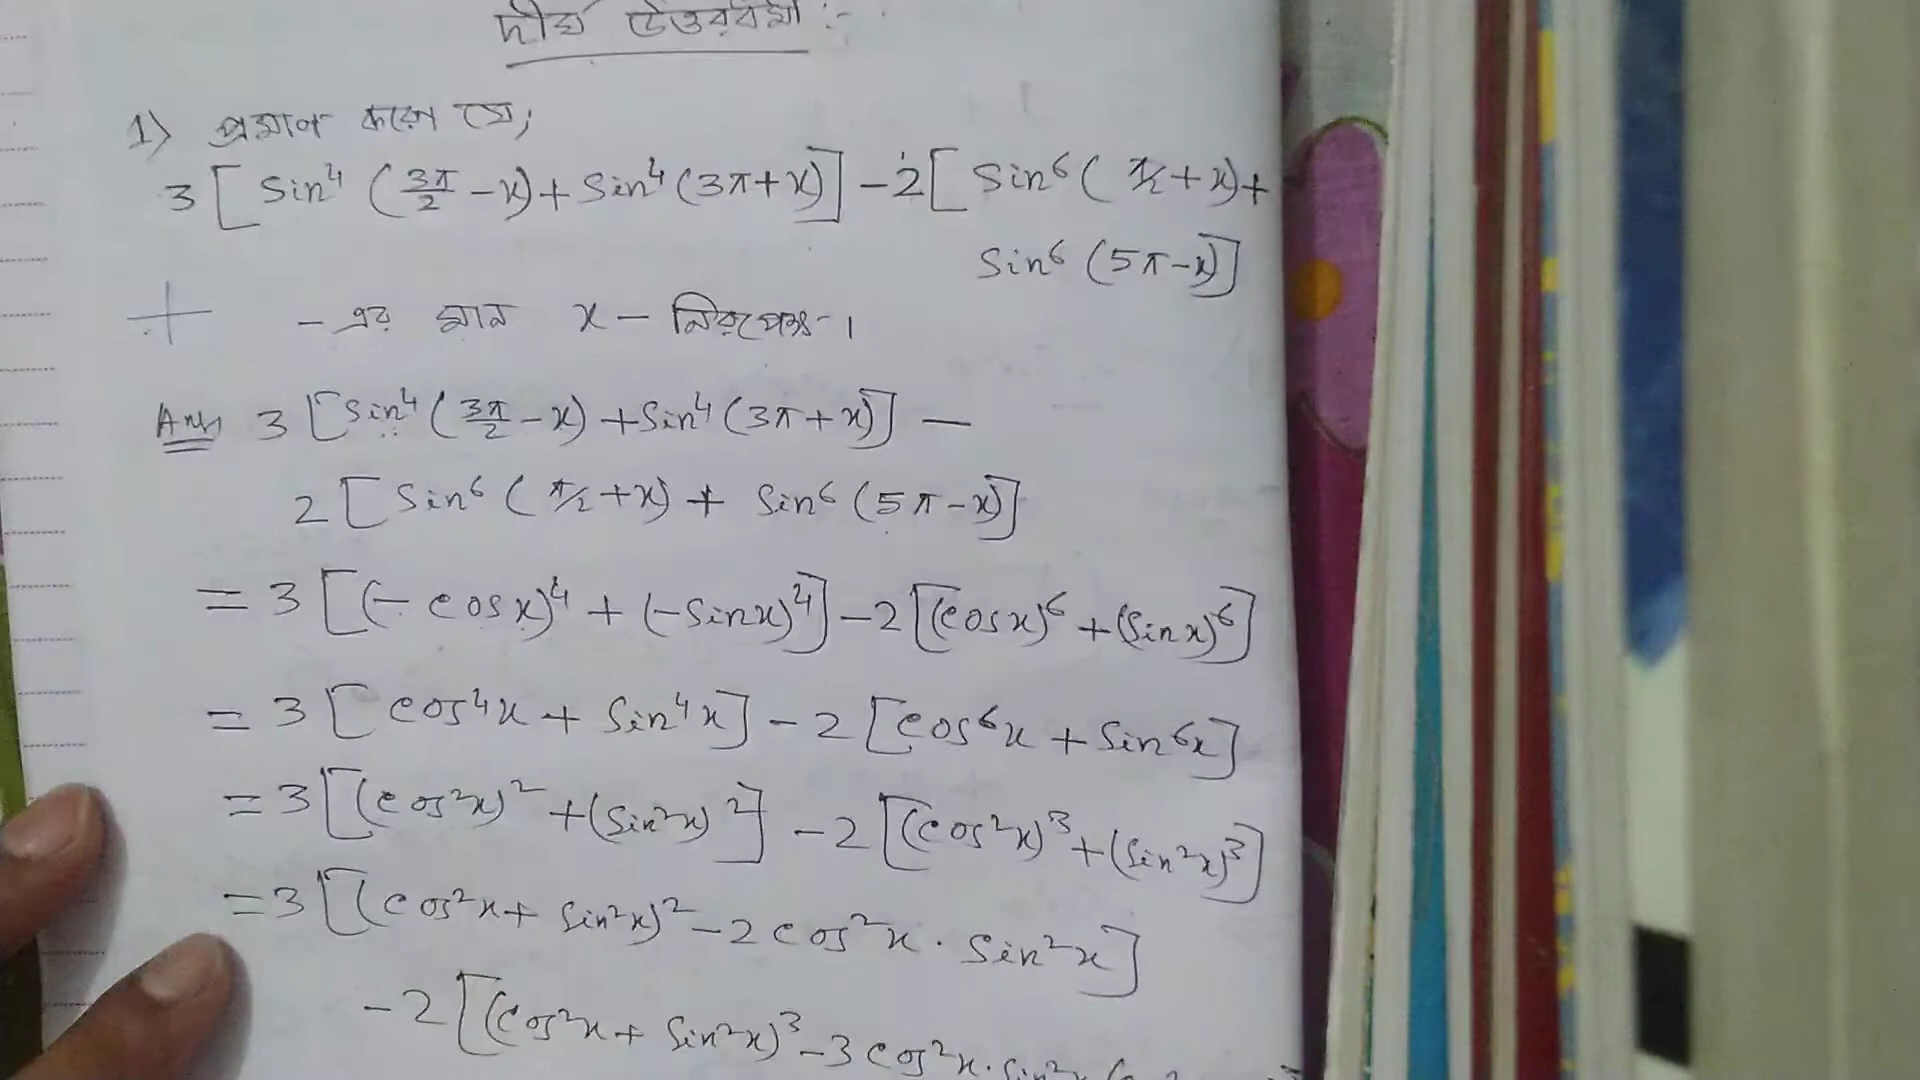 দীর্ঘ উত্তরধর্মী :-
1) প্রমাণ করো যে,
3 [ Sin⁴ (3π/2 - x) + Sin⁴ (3π + x)] - 2 [ Sin⁶ ( π/2 + x) +
Sin⁶ (5π - x)]
- এর মান x - নিরপেক্ষ ।
Ans 3 [Sin⁴ (3π/2 - x) + Sin⁴ (3π + x)] -
2 [ Sin⁶ ( π/2 + x) + Sin⁶ (5π - x)]
= 3 [(- cos x)⁴ + (- Sin x)⁴] - 2 [(cos x)⁶ + (Sin x)⁶]
= 3 [ cos⁴x + Sin⁴x] - 2 [cos⁶x + Sin⁶x]
= 3 [(cos²x)² + (Sin²x)²] - 2 [(cos²x)³ + (Sin²x)³]
= 3 [(cos²x + Sin²x)² - 2 cos²x . Sin²x]
- 2 [(cos²x + Sin²x)³ - 3 cos²x . Sin²x